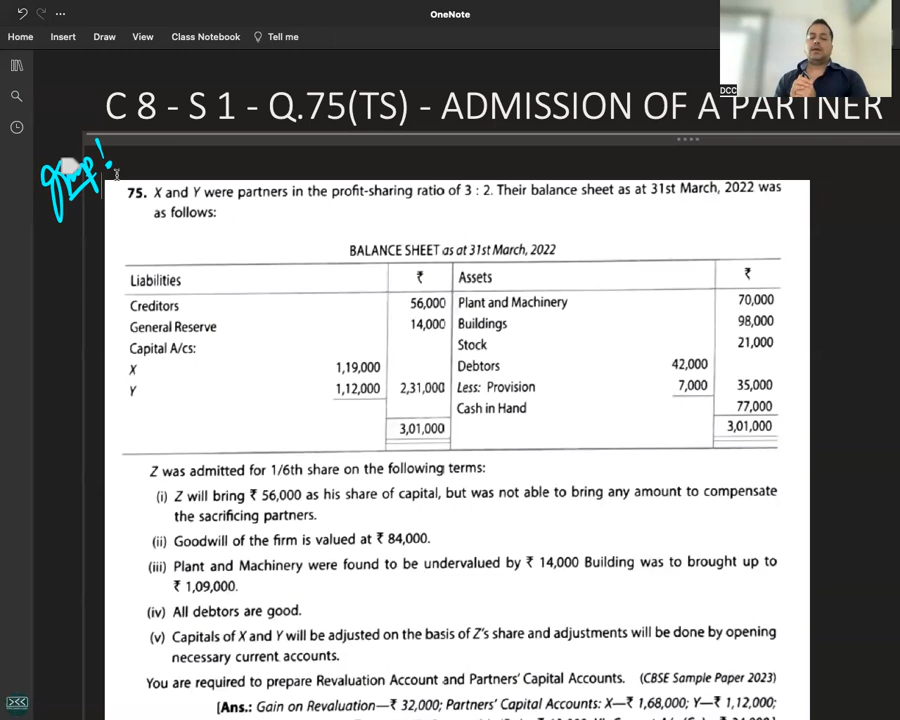 OneNote
Home Insert Draw View Class Notebook Tell me
DCC
C 8 - S 1 - Q.75(TS) - ADMISSION OF A PARTNER
75. X and Y were partners in the profit-sharing ratio of 3 : 2. Their balance sheet as at 31st March, 2022 was
as follows:
BALANCE SHEET as at 31st March, 2022
Liabilities ₹ Assets ₹
Creditors 56,000 Plant and Machinery 70,000
General Reserve 14,000 Buildings 98,000
Capital A/cs: Stock 21,000
X 1,19,000 Debtors 42,000
Y 1,12,000 2,31,000 Less: Provision 7,000 35,000
Cash in Hand 77,000
3,01,000 3,01,000
Z was admitted for 1/6th share on the following terms:
(i) Z will bring ₹ 56,000 as his share of capital, but was not able to bring any amount to compensate
the sacrificing partners.
(ii) Goodwill of the firm is valued at ₹ 84,000.
(iii) Plant and Machinery were found to be undervalued by ₹ 14,000 Building was to brought up to
₹ 1,09,000.
(iv) All debtors are good.
(v) Capitals of X and Y will be adjusted on the basis of Z's share and adjustments will be done by opening
necessary current accounts.
You are required to prepare Revaluation Account and Partners' Capital Accounts. (CBSE Sample Paper 2023)
[Ans.: Gain on Revaluation—₹ 32,000; Partners' Capital Accounts: X—₹ 1,68,000; Y—₹ 1,12,000;